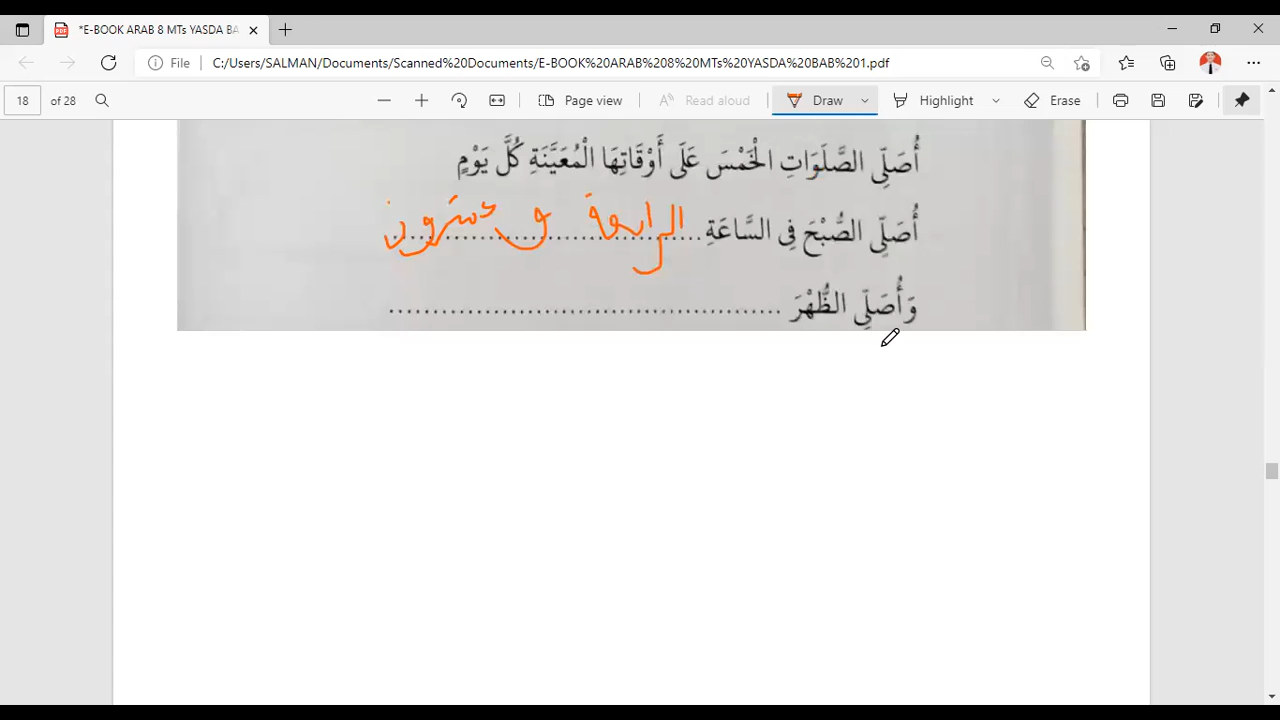 *E-BOOK ARAB 8 MTs YASDA BA
File C:/Users/SALMAN/Documents/Scanned%20Documents/E-BOOK%20ARAB%208%20MTs%20YASDA%20BAB%201.pdf
18 of 28 Page view Read aloud Draw Highlight Erase
أُصَلِّى الصَّلَوَاتِ الْخَمْسَ عَلَى أَوْقَاتِهَا الْمُعَيَّنَةِ كُلَّ يَوْمٍ
أُصَلِّى الصُّبْحَ فِى السَّاعَةِ الرابعة و عشرون
وَأُصَلِّى الظُّهْرَ ............................................